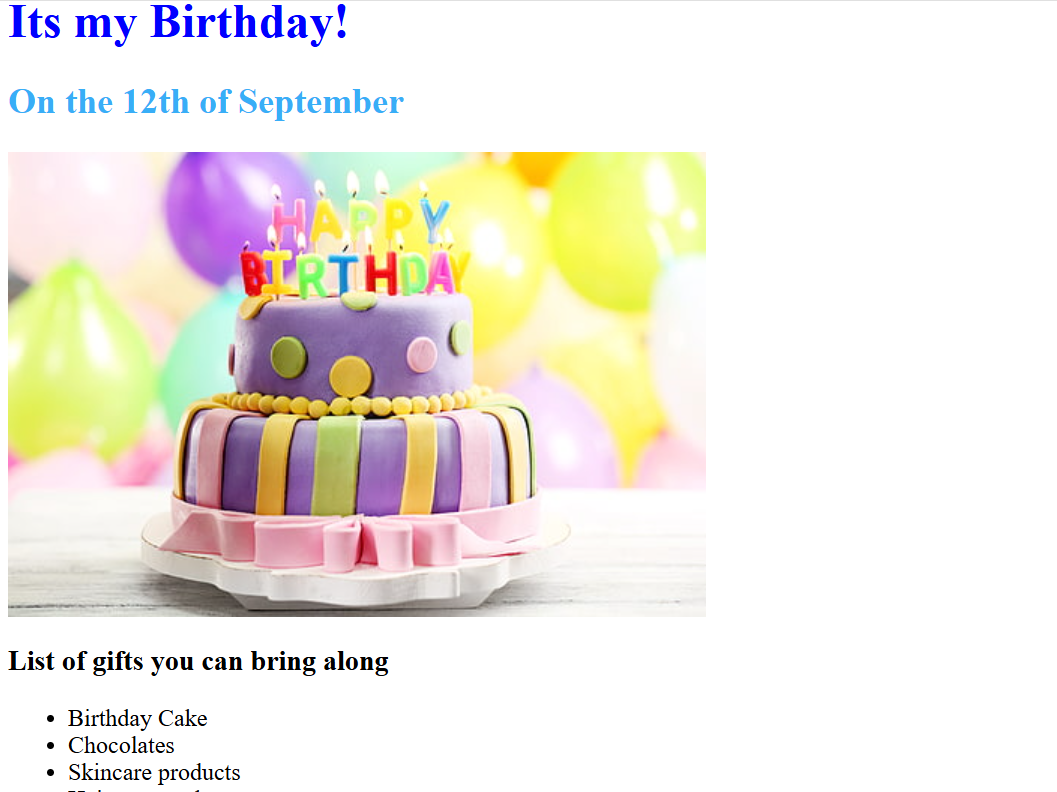 Its my Birthday!
On the 12th of September
HAPPY
BIRTHDAY
List of gifts you can bring along
Birthday Cake
Chocolates
Skincare products